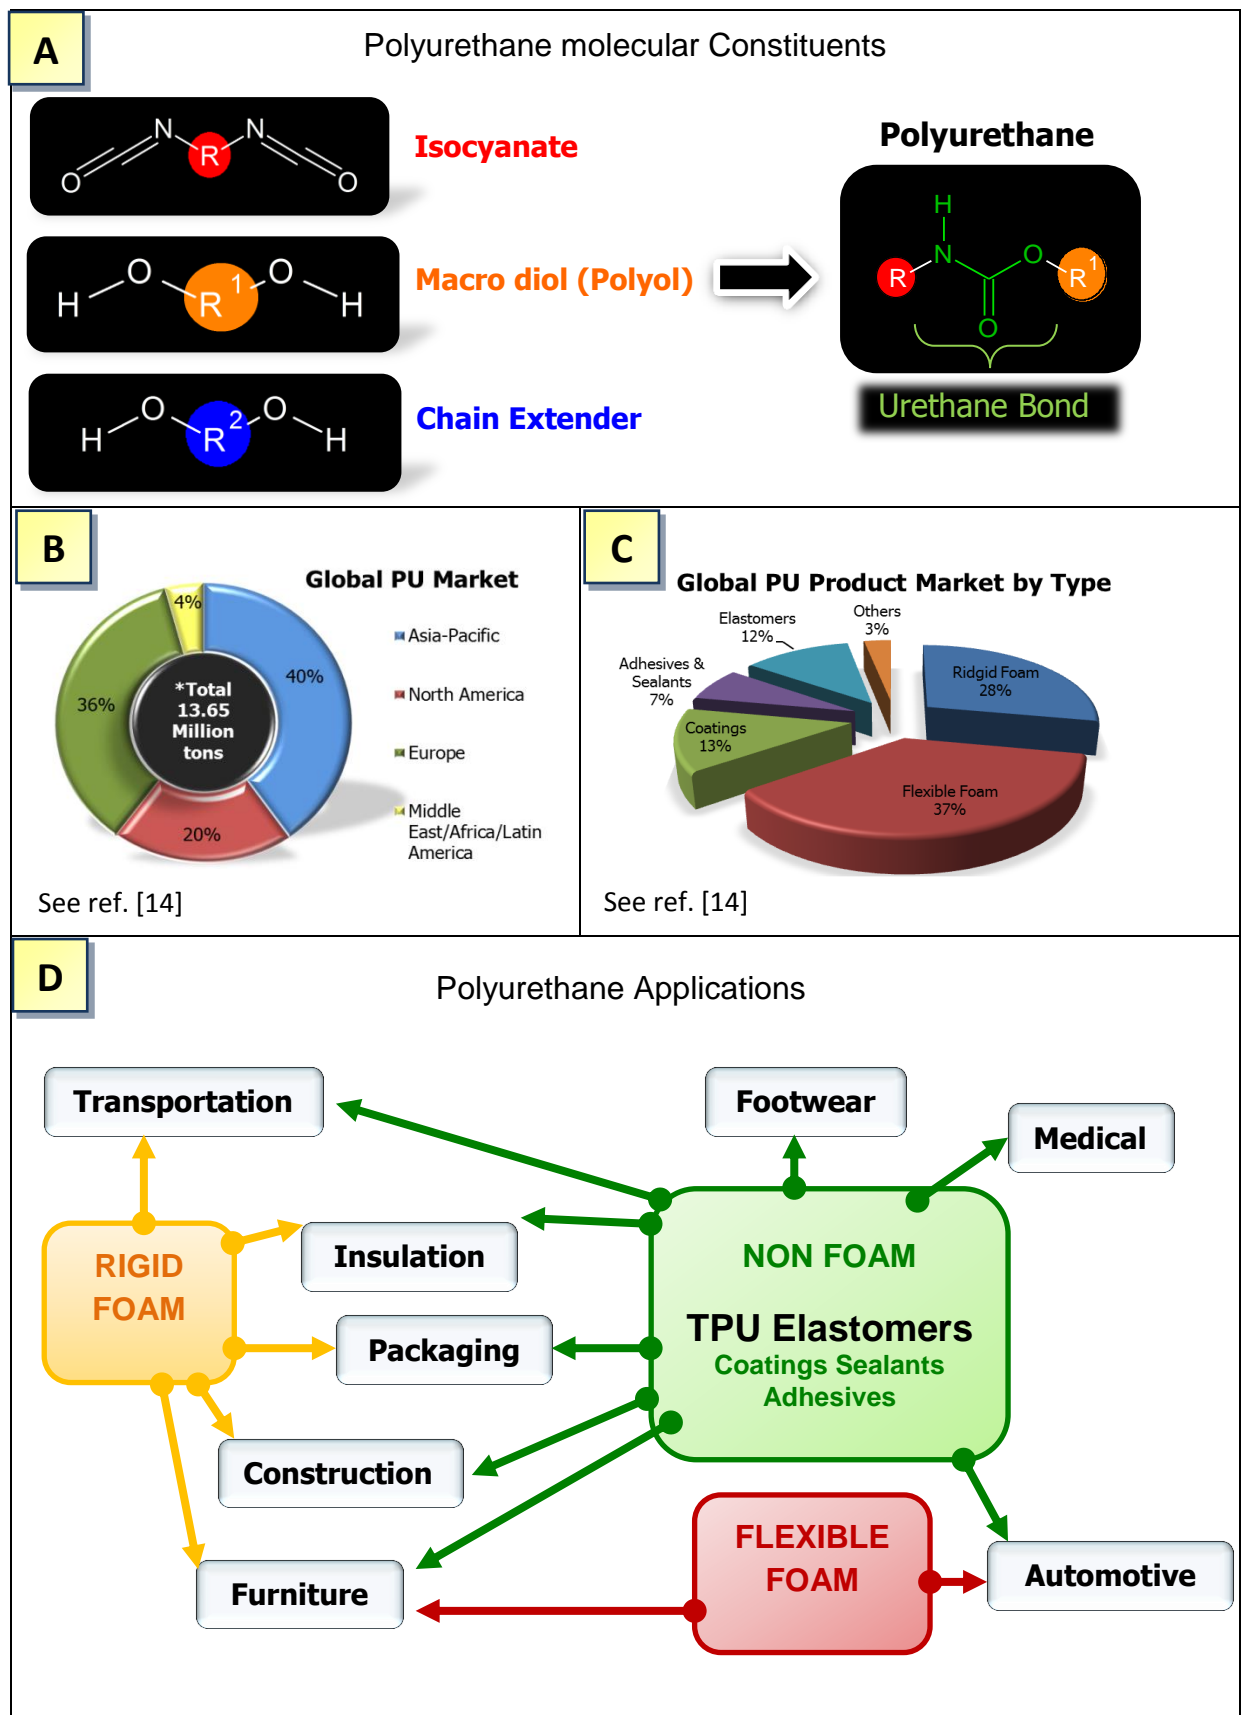 A
Polyurethane molecular Constituents
O
N
R
N
O
Isocyanate
H
O
R1
O
H
Macro diol (Polyol)
H
O
R2
O
H
Chain Extender
Polyurethane
H
R
N
O
R1
O
Urethane Bond
B
Global PU Market
4%
40%
36%
20%
*Total
13.65
Million
tons
Asia-Pacific
North America
Europe
Middle
East/Africa/Latin
America
See ref. [14]
C
Global PU Product Market by Type
Others
3%
Elastomers
12%
Adhesives &
Sealants
7%
Coatings
13%
Ridgid Foam
28%
Flexible Foam
37%
See ref. [14]
D
Polyurethane Applications
Transportation
Footwear
Medical
RIGID
FOAM
Insulation
NON FOAM
TPU Elastomers
Coatings Sealants
Adhesives
Packaging
Construction
FLEXIBLE
FOAM
Furniture
Automotive